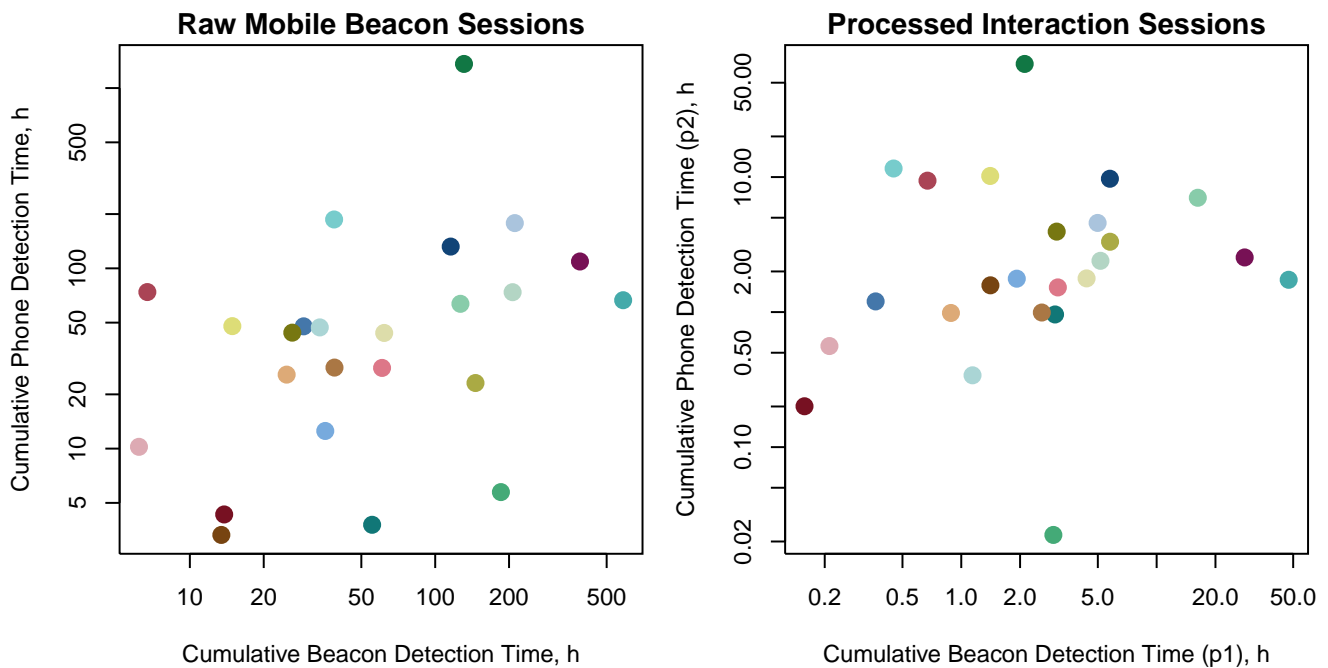 Raw Mobile Beacon Sessions
Cumulative Phone Detection Time, h
500
100
50
20
10
5
10 20 50 100 200 500
Cumulative Beacon Detection Time, h
Processed Interaction Sessions
Cumulative Phone Detection Time (p2), h
50.00
10.00
2.00
0.50
0.10
0.02
0.2 0.5 1.0 2.0 5.0 20.0 50.0
Cumulative Beacon Detection Time (p1), h